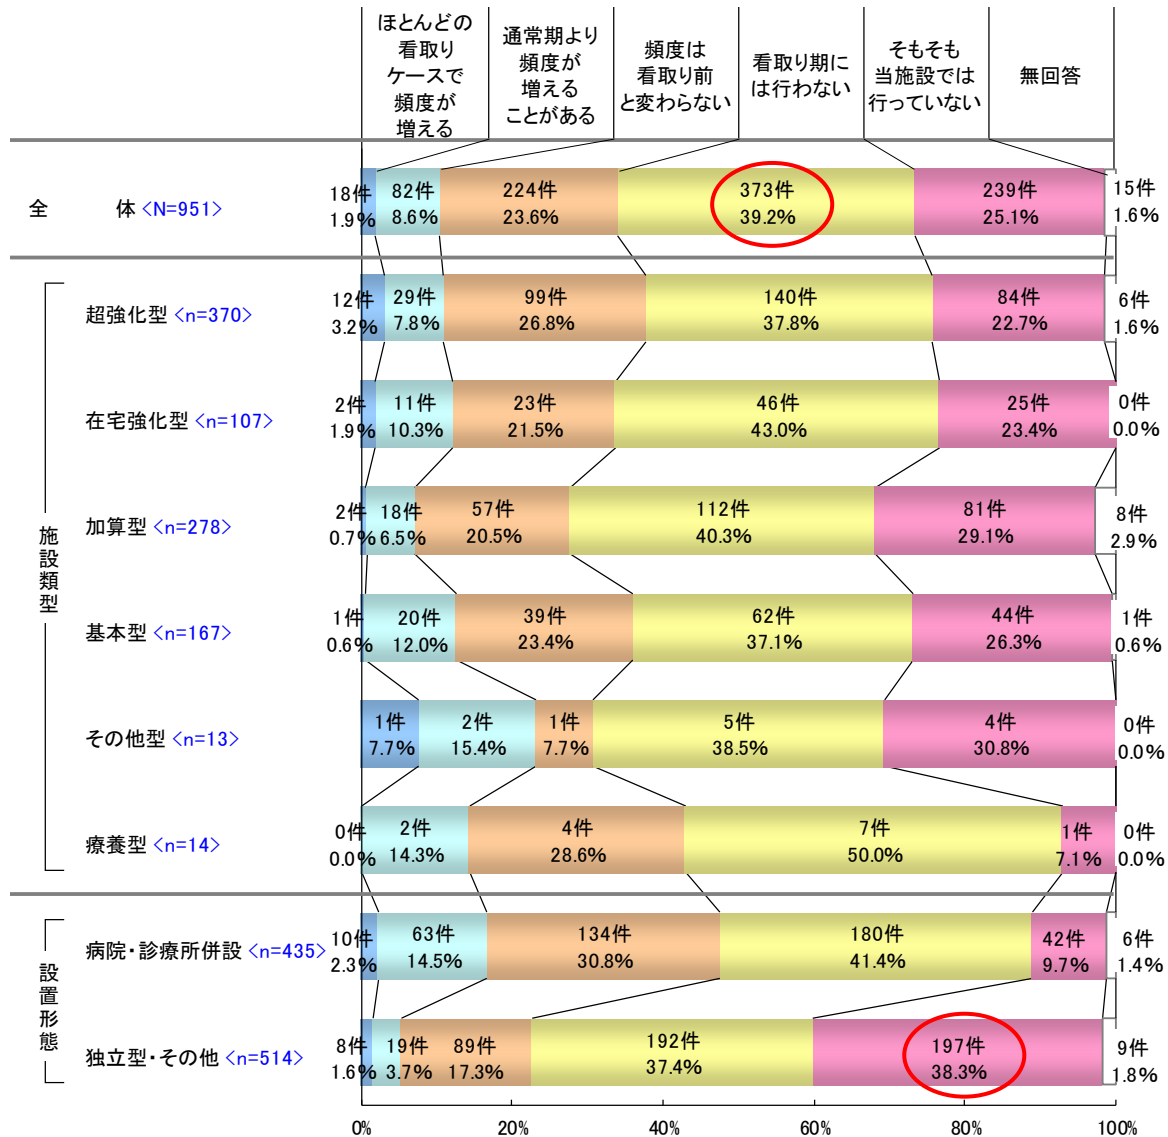 ほとんどの
看取り
ケースで
頻度が
増える
通常期より
頻度が
増える
ことがある
頻度は
看取り前
と変わらない
看取り期に
は行わない
そもそも
当施設では
行っていない
無回答
全 体 <N=951>
18件 82件 224件 373件 239件 15件
1.9% 8.6% 23.6% 39.2% 25.1% 1.6%
施設類型
超強化型 <n=370>
12件 29件 99件 140件 84件 6件
3.2% 7.8% 26.8% 37.8% 22.7% 1.6%
在宅強化型 <n=107>
2件 11件 23件 46件 25件 0件
1.9% 10.3% 21.5% 43.0% 23.4% 0.0%
加算型 <n=278>
2件 18件 57件 112件 81件 8件
0.7% 6.5% 20.5% 40.3% 29.1% 2.9%
基本型 <n=167>
1件 20件 39件 62件 44件 1件
0.6% 12.0% 23.4% 37.1% 26.3% 0.6%
その他型 <n=13>
1件 2件 1件 5件 4件 0件
7.7% 15.4% 7.7% 38.5% 30.8% 0.0%
療養型 <n=14>
0件 2件 4件 7件 1件 0件
0.0% 14.3% 28.6% 50.0% 7.1% 0.0%
設置形態
病院・診療所併設 <n=435>
10件 63件 134件 180件 42件 6件
2.3% 14.5% 30.8% 41.4% 9.7% 1.4%
独立型・その他 <n=514>
8件 19件 89件 192件 197件 9件
1.6% 3.7% 17.3% 37.4% 38.3% 1.8%
0% 20% 40% 60% 80% 100%